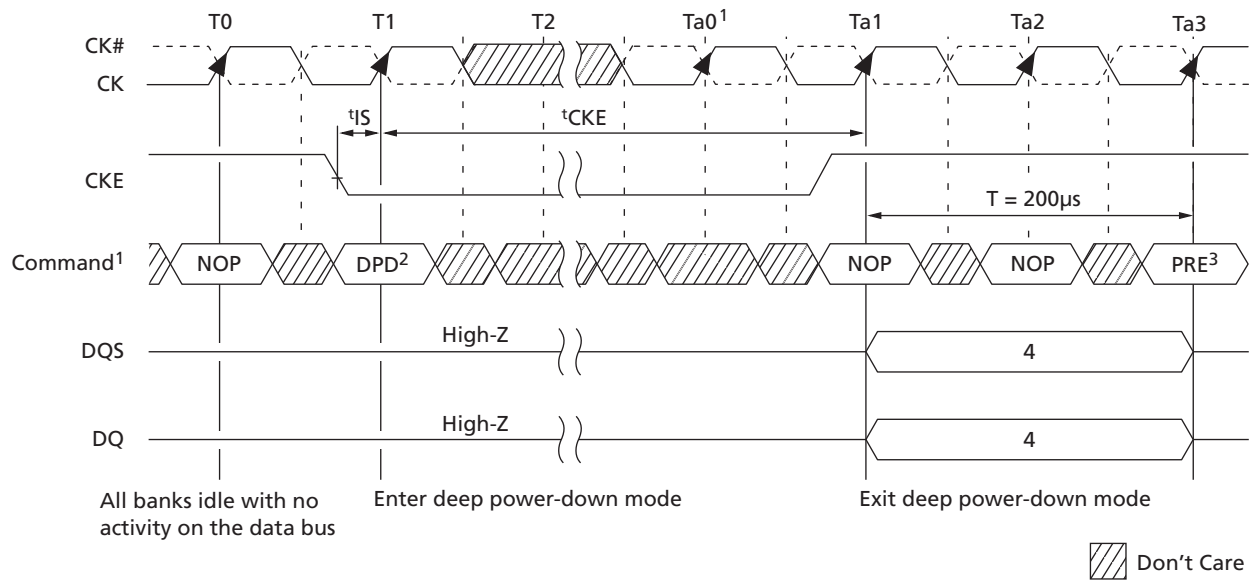 T0 T1 T2 Ta0¹ Ta1 Ta2 Ta3
CK#
CK
ᵗIS ᵗCKE
CKE
T = 200µs
Command¹ NOP DPD² NOP NOP PRE³
High-Z
DQS 4
High-Z
DQ 4
All banks idle with no
activity on the data bus
Enter deep power-down mode
Exit deep power-down mode
Don't Care